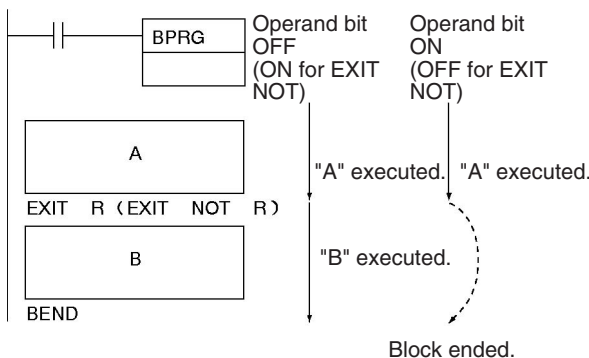 BPRG
Operand bit
OFF
(ON for EXIT
NOT)
Operand bit
ON
(OFF for EXIT
NOT)
A
"A" executed.
"A" executed.
EXIT R (EXIT NOT R)
B
"B" executed.
BEND
Block ended.